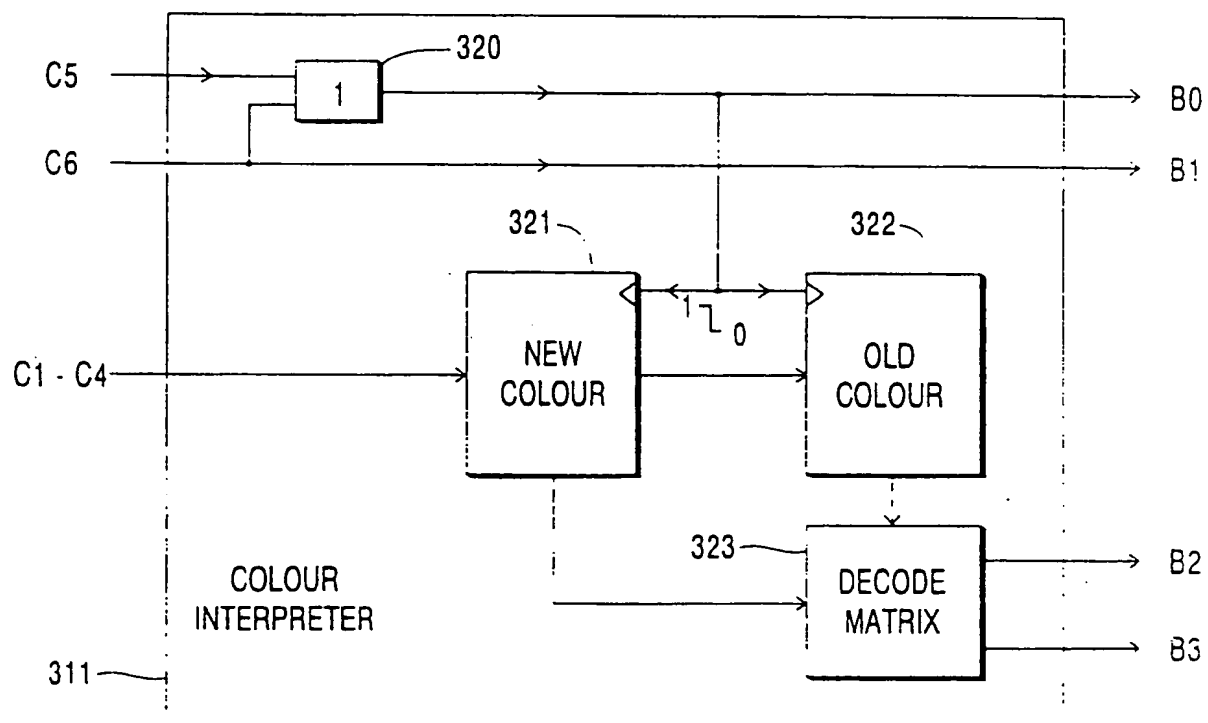 320
C5
1
B0
C6
B1
321
322
1
0
NEW
COLOUR
OLD
COLOUR
C1 - C4
323
DECODE
MATRIX
B2
B3
COLOUR
INTERPRETER
311